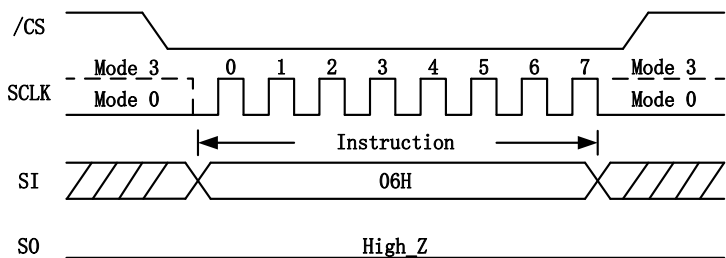 /CS
Mode 3 0 1 2 3 4 5 6 7 Mode 3
SCLK Mode 0 Mode 0
Instruction
SI 06H
SO High_Z